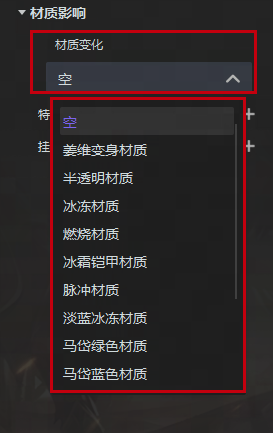 材质影响
材质变化
空
空
特
姜维变身材质
挂
半透明材质
冰冻材质
燃烧材质
冰霜铠甲材质
脉冲材质
淡蓝冰冻材质
马岱绿色材质
马岱蓝色材质